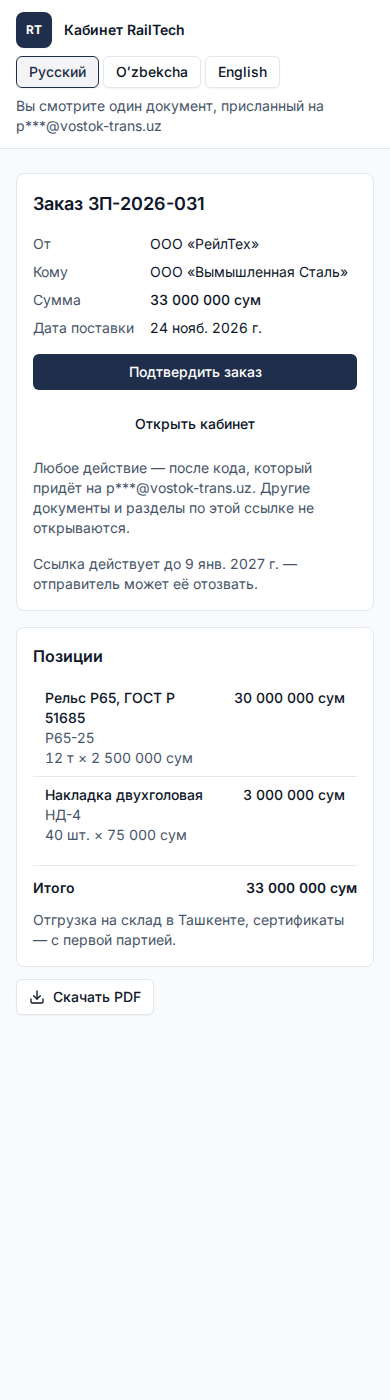 RT
Кабинет RailTech
Русский
Oʻzbekcha
English
Вы смотрите один документ, присланный на
p***@vostok-trans.uz
Заказ ЗП-2026-031
От ООО «РейлТех»
Кому ООО «Вымышленная Сталь»
Сумма 33 000 000 сум
Дата поставки 24 нояб. 2026 г.
Подтвердить заказ
Открыть кабинет
Любое действие — после кода, который
придёт на p***@vostok-trans.uz. Другие
документы и разделы по этой ссылке не
открываются.
Ссылка действует до 9 янв. 2027 г. —
отправитель может её отозвать.
Позиции
Рельс Р65, ГОСТ Р 30 000 000 сум
51685
Р65-25
12 т × 2 500 000 сум
Накладка двухголовая 3 000 000 сум
НД-4
40 шт. × 75 000 сум
Итого 33 000 000 сум
Отгрузка на склад в Ташкенте, сертификаты
— с первой партией.
Скачать PDF